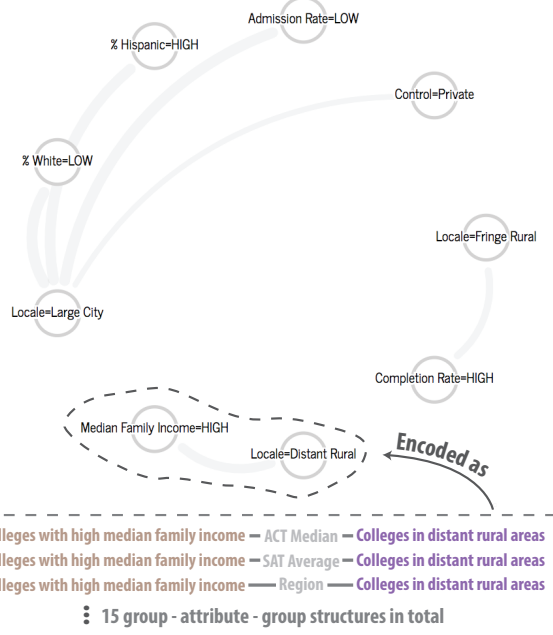 Admission Rate=LOW
% Hispanic=HIGH
Control=Private
% White=LOW
Locale=Fringe Rural
Locale=Large City
Completion Rate=HIGH
Median Family Income=HIGH
Locale=Distant Rural
Encoded as
lleges with high median family income — ACT Median — Colleges in distant rural areas
lleges with high median family income — SAT Average — Colleges in distant rural areas
lleges with high median family income — Region — Colleges in distant rural areas
15 group - attribute - group structures in total